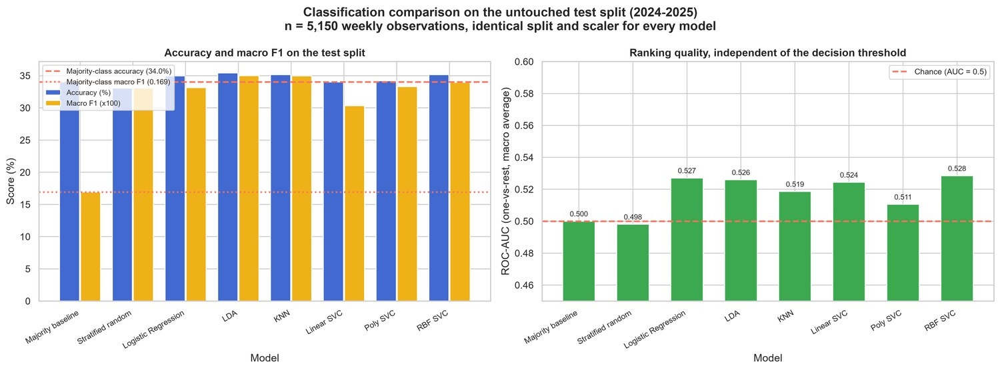 Classification comparison on the untouched test split (2024-2025)
n = 5,150 weekly observations, identical split and scaler for every model
Accuracy and macro F1 on the test split
Majority-class accuracy (34.0%)
Majority-class macro F1 (0.169)
Accuracy (%)
Macro F1 (x100)
Score (%)
35
30
25
20
15
10
5
0
Majority baseline
Stratified random
Logistic Regression
LDA
KNN
Linear SVC
Poly SVC
RBF SVC
Model
Ranking quality, independent of the decision threshold
Chance (AUC = 0.5)
ROC-AUC (one-vs-rest, macro average)
0.60
0.58
0.56
0.54
0.52
0.50
0.48
0.46
0.500
0.498
0.527
0.526
0.519
0.524
0.511
0.528
Majority baseline
Stratified random
Logistic Regression
LDA
KNN
Linear SVC
Poly SVC
RBF SVC
Model